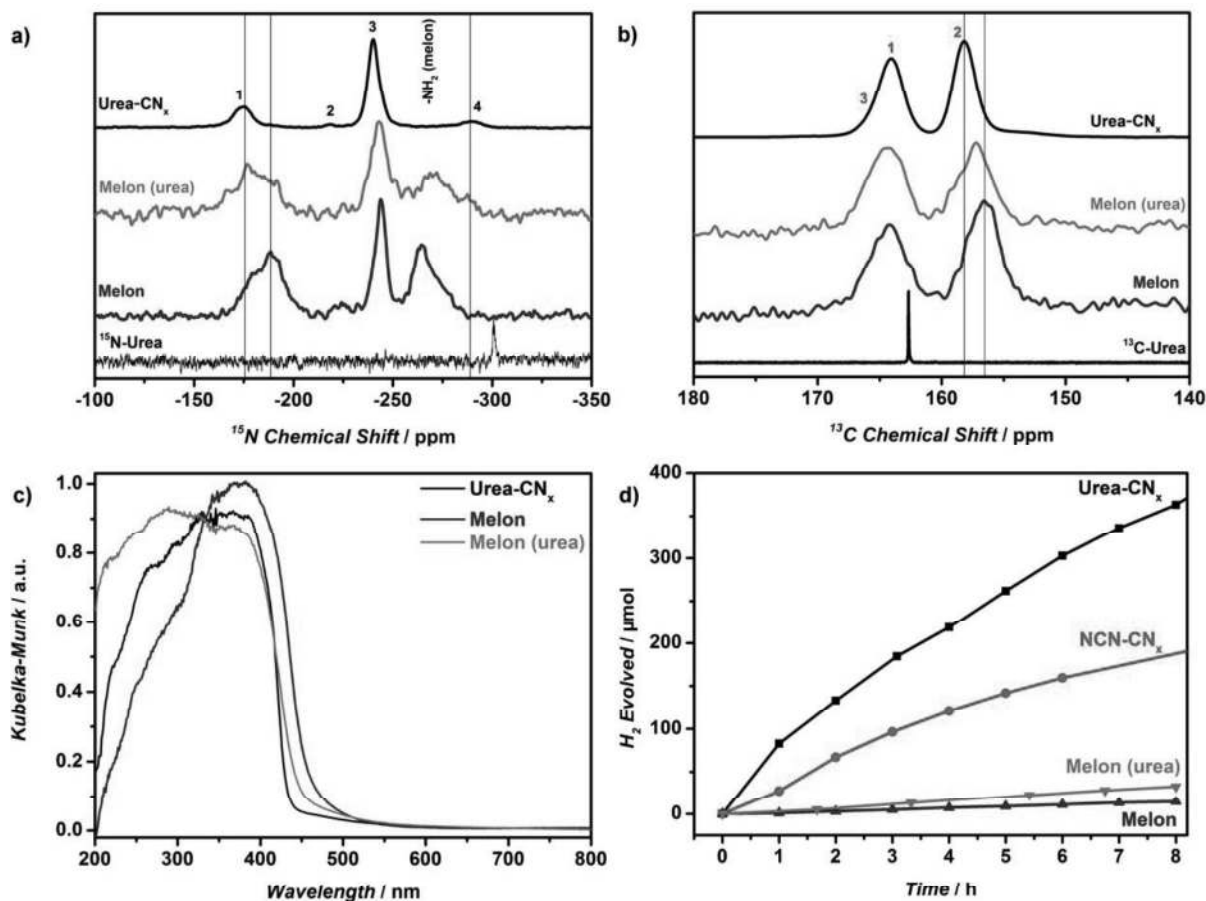 a)
1
2
3
-NH₂ (melon)
4
Urea-CNₓ
Melon (urea)
Melon
¹⁵N-Urea
-100 -150 -200 -250 -300 -350
¹⁵N Chemical Shift / ppm
b)
1
2
3
Urea-CNₓ
Melon (urea)
Melon
¹³C-Urea
180 170 160 150 140
¹³C Chemical Shift / ppm
c)
Urea-CNₓ
Melon
Melon (urea)
1.0
0.8
0.6
0.4
0.2
0.0
Kubelka-Munk / a.u.
200 300 400 500 600 700 800
Wavelength / nm
d)
400
300
200
100
0
H₂ Evolved / µmol
Urea-CNₓ
NCN-CNₓ
Melon (urea)
Melon
0 1 2 3 4 5 6 7 8
Time / h